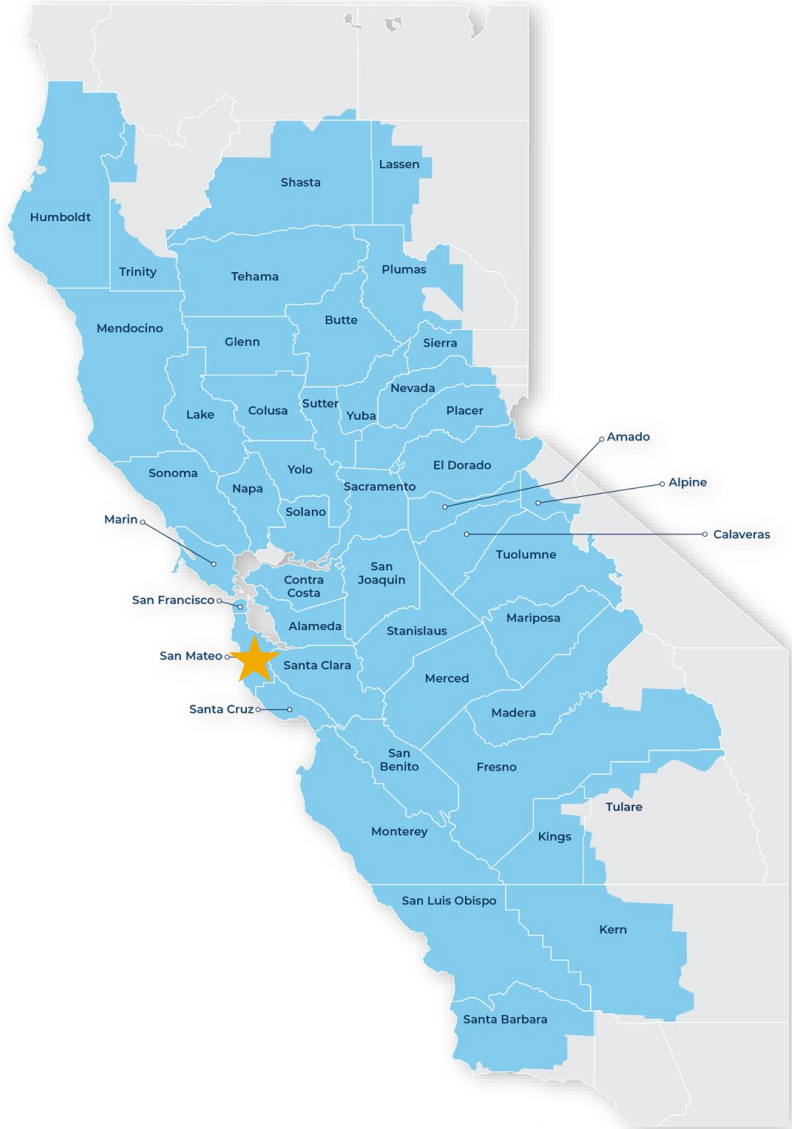 Lassen
Shasta
Humboldt
Trinity
Tehama
Plumas
Mendocino
Butte
Glenn
Sierra
Nevada
Lake
Colusa
Sutter
Yuba
Placer
Amado
Sonoma
Yolo
El Dorado
Napa
Sacramento
Alpine
Solano
Marin
Calaveras
Tuolumne
San
Joaquin
Contra
Costa
San Francisco
Mariposa
Alameda
Stanislaus
San Mateo
Santa Clara
Merced
Santa Cruz
Madera
San
Benito
Fresno
Tulare
Monterey
Kings
San Luis Obispo
Kern
Santa Barbara